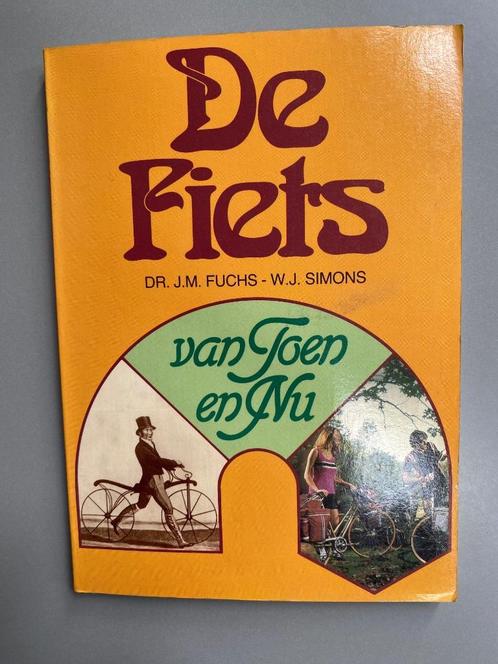 De
Fiets
DR. J.M. FUCHS - W.J. SIMONS
van Toen
en Nu